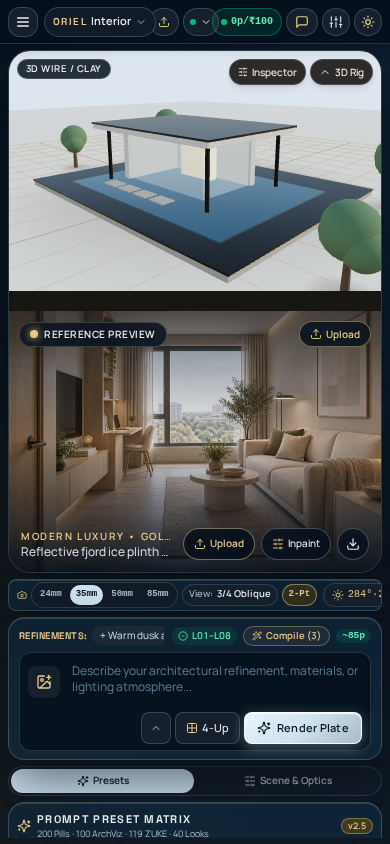 ORIEL Interior
0p/₹100
3D WIRE / CLAY
Inspector
3D Rig
REFERENCE PREVIEW
Upload
MODERN LUXURY • GOL…
Reflective fjord ice plinth …
Upload
Inpaint
24mm 35mm 50mm 85mm
View: 3/4 Oblique
2-Pt
284°·2
REFINEMENTS:
+ Warm dusk a
L01–L08
Compile (3)
~85p
Describe your architectural refinement, materials, or
lighting atmosphere...
4-Up
Render Plate
Presets
Scene & Optics
PROMPT PRESET MATRIX
v2.5
200 Pills · 100 ArchViz · 119 ZUKE · 40 Looks